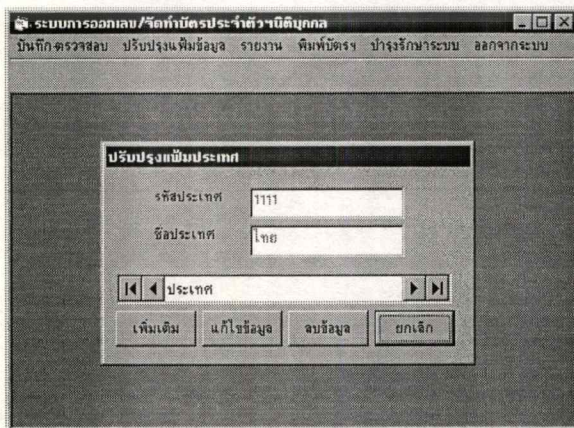 ระบบการออกเลข/จัดทำบัตรประจำตัวฯนิติบุคคล
บันทึก-ตรวจสอบ ปรับปรุงแฟ้มข้อมูล รายงาน พิมพ์บัตรฯ บำรุงรักษาระบบ ออกจากระบบ
ปรับปรุงแฟ้มประเทศ
รหัสประเทศ 1111
ชื่อประเทศ ไทย
ประเทศ
เพิ่มเติม แก้ไขข้อมูล ลบข้อมูล ยกเลิก